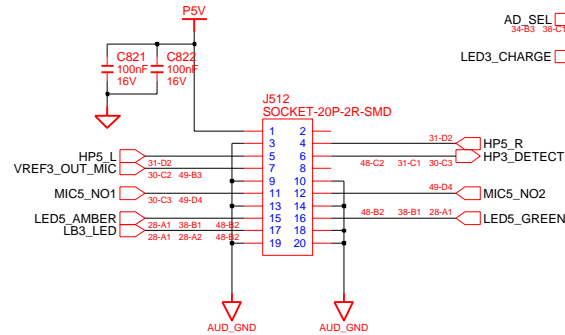 P5V
AD_SEL
34-B3 38-C1
LED3_CHARGE
C821
100nF
16V
C822
100nF
16V
J512
SOCKET-20P-2R-SMD
1 2
3 4
5 6
7 8
9 10
11 12
13 14
15 16
17 18
19 20
HP5_L
31-D2
VREF3_OUT_MIC
30-C2 49-B3
MIC5_NO1
30-C3 49-D4
LED5_AMBER
28-A1 38-B1 48-B2
LB3_LED
28-A1 28-A2 48-B2
31-D2
HP5_R
HP3_DETECT
48-C2 31-C1 30-C3
49-D4
MIC5_NO2
48-B2 38-B1 28-A1
LED5_GREEN
AUD_GND
AUD_GND